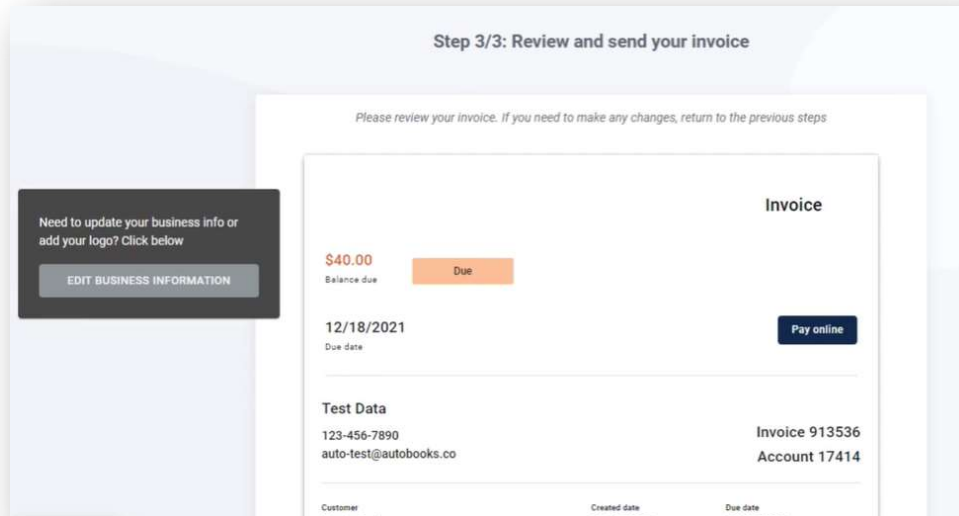 Step 3/3: Review and send your invoice
Please review your invoice. If you need to make any changes, return to the previous steps
Need to update your business info or
add your logo? Click below
EDIT BUSINESS INFORMATION
Invoice
$40.00
Balance due
Due
12/18/2021
Due date
Pay online
Test Data
123-456-7890
auto-test@autobooks.co
Invoice 913536
Account 17414
Customer
Created date
Due date